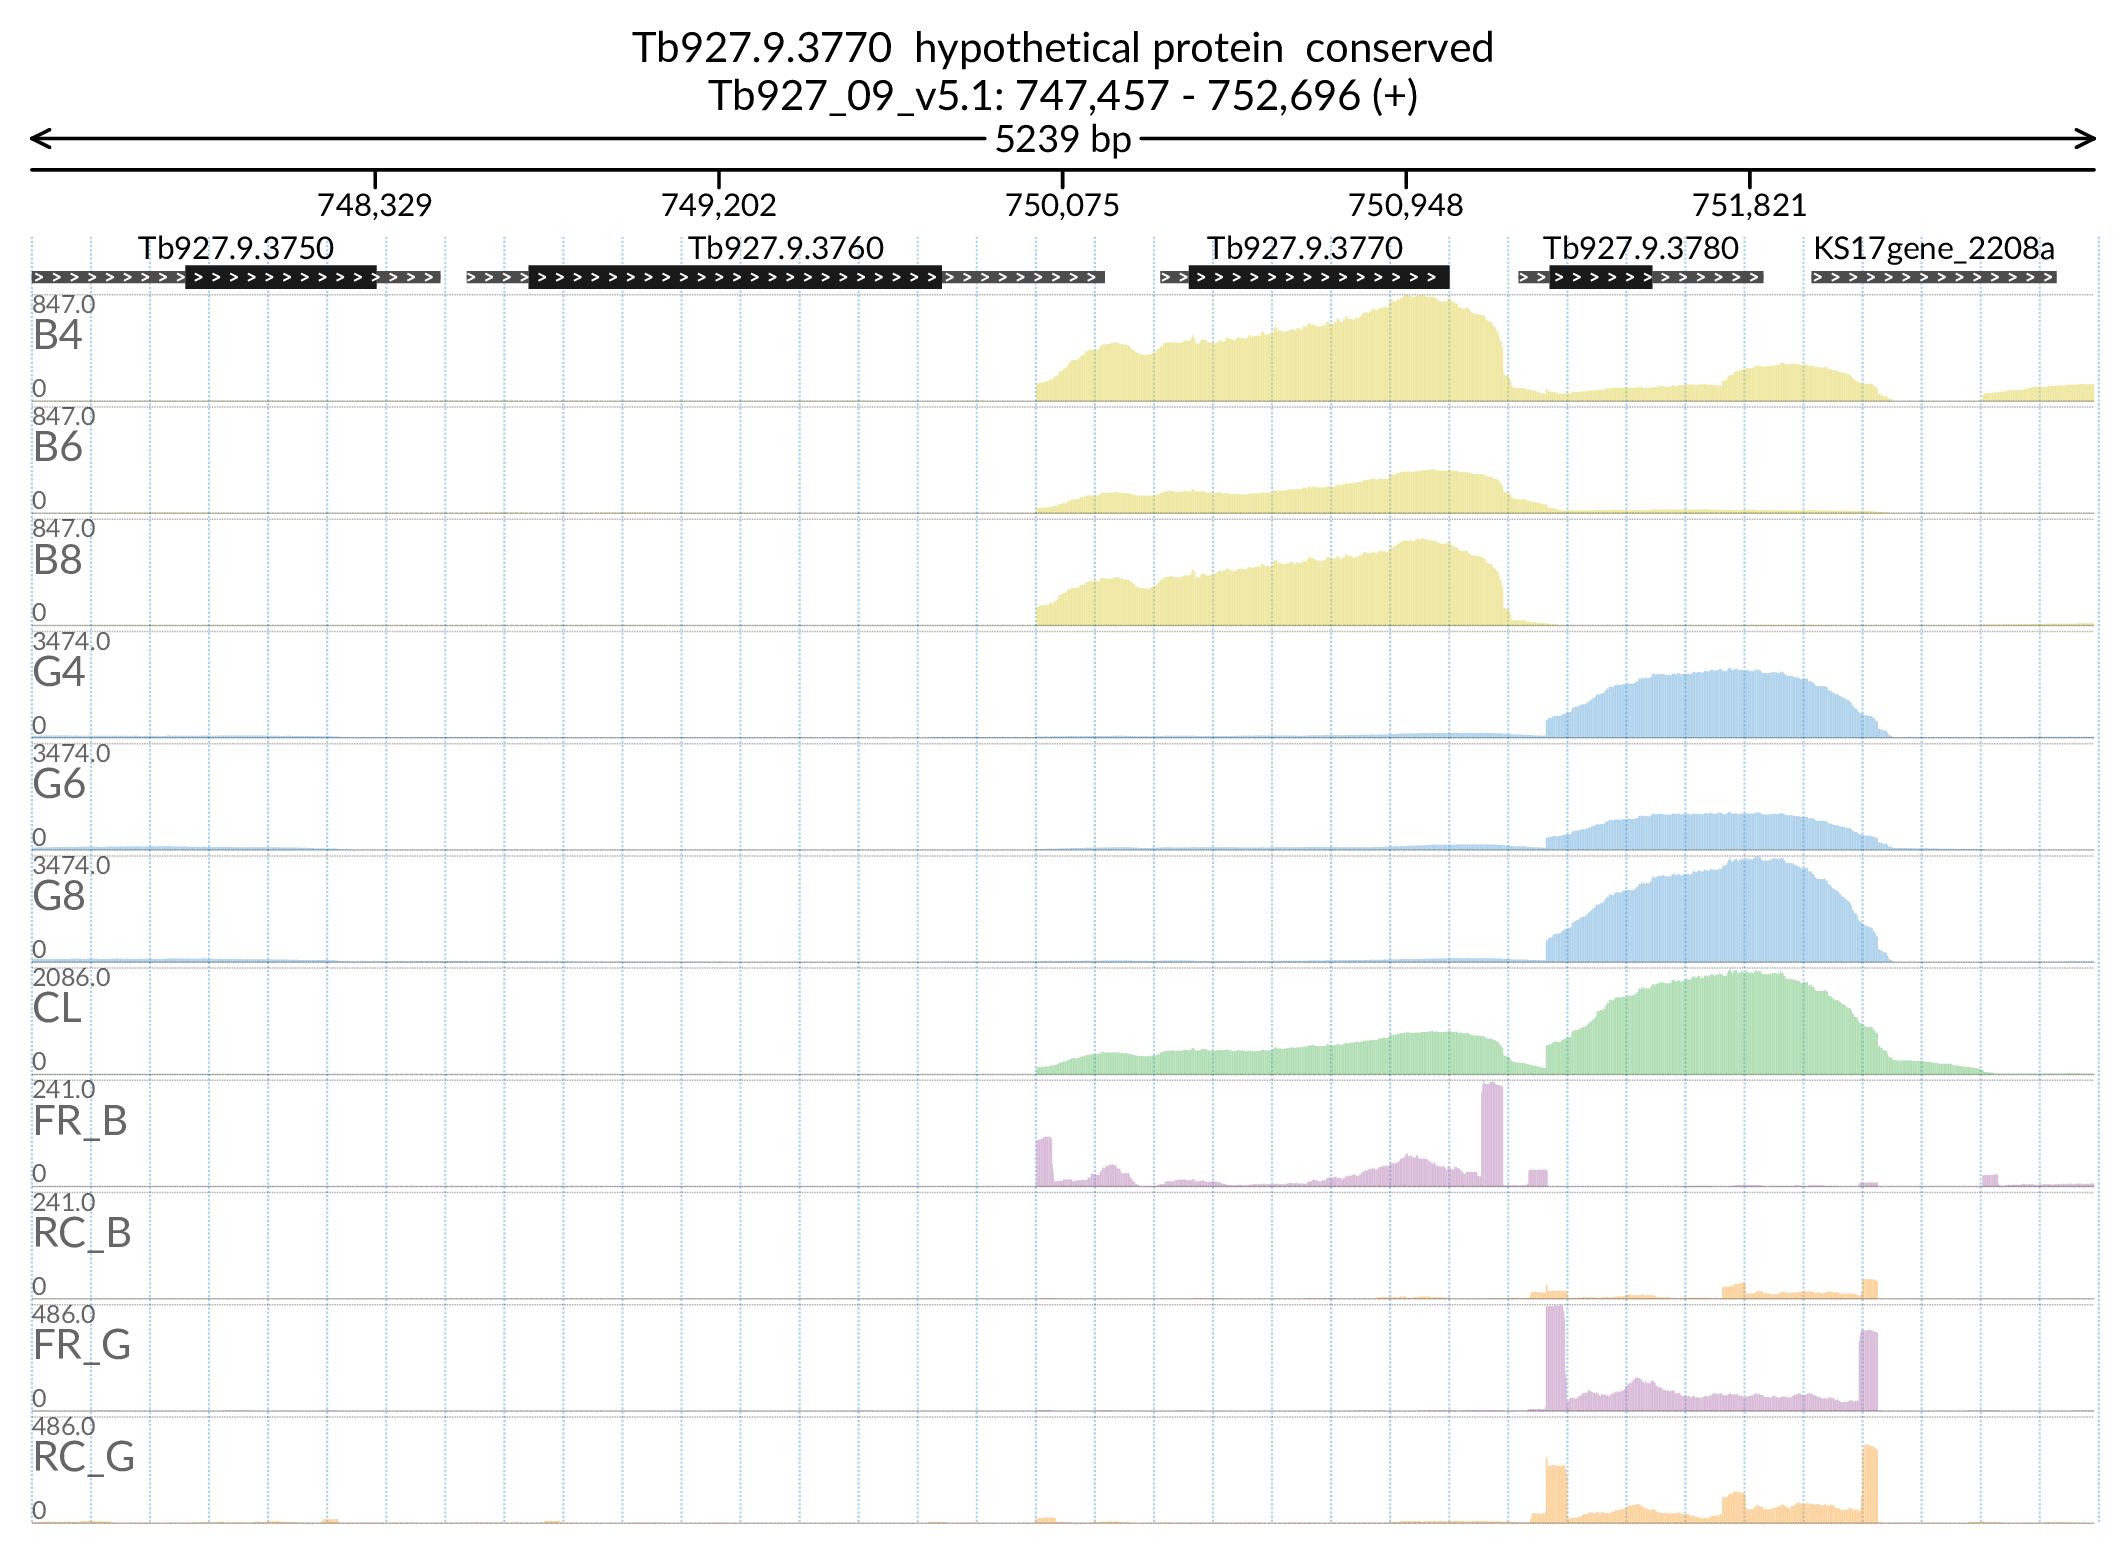 Tb927.9.3770  hypothetical protein  conserved
Tb927_09_v5.1: 747,457 - 752,696 (+)
5239 bp
748,329 749,202 750,075 750,948 751,821
Tb927.9.3750 Tb927.9.3760 Tb927.9.3770 Tb927.9.3780 KS17gene_2208a
847.0
B4
0
847.0
B6
0
847.0
B8
0
3474.0
G4
0
3474.0
G6
0
3474.0
G8
0
2086.0
CL
0
241.0
FR_B
0
241.0
RC_B
0
486.0
FR_G
0
486.0
RC_G
0